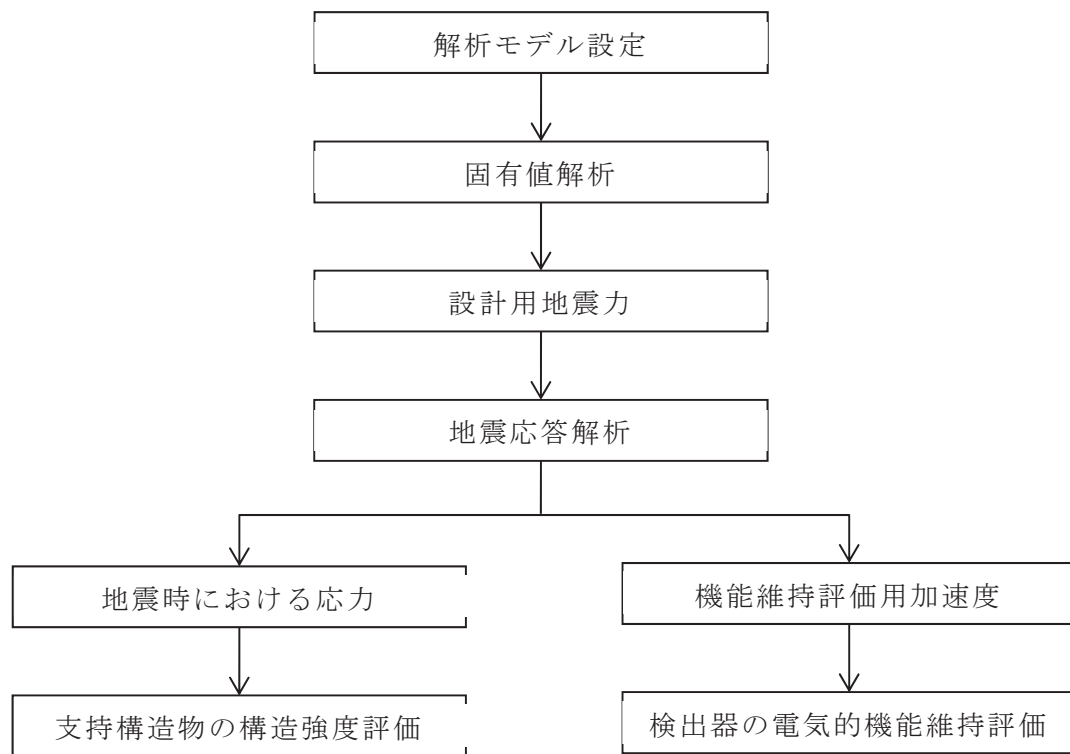 解析モデル設定
固有値解析
設計用地震力
地震応答解析
地震時における応力
機能維持評価用加速度
支持構造物の構造強度評価
検出器の電気的機能維持評価